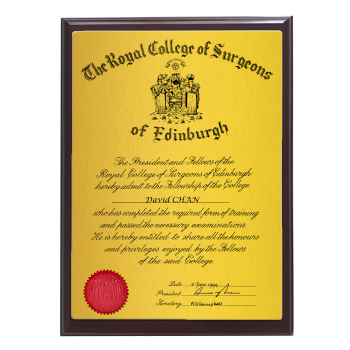 The Royal College of Surgeons
of Edinburgh
The President and Fellows of the
Royal College of Surgeons of Edinburgh
hereby admit to the Fellowship of the College
David CHAN
who has completed the required form of training
and passed the necessary examinations
He is hereby entitled to share all the honours
and privileges enjoyed by the Fellows
of the said College.
Date
President
Secretary